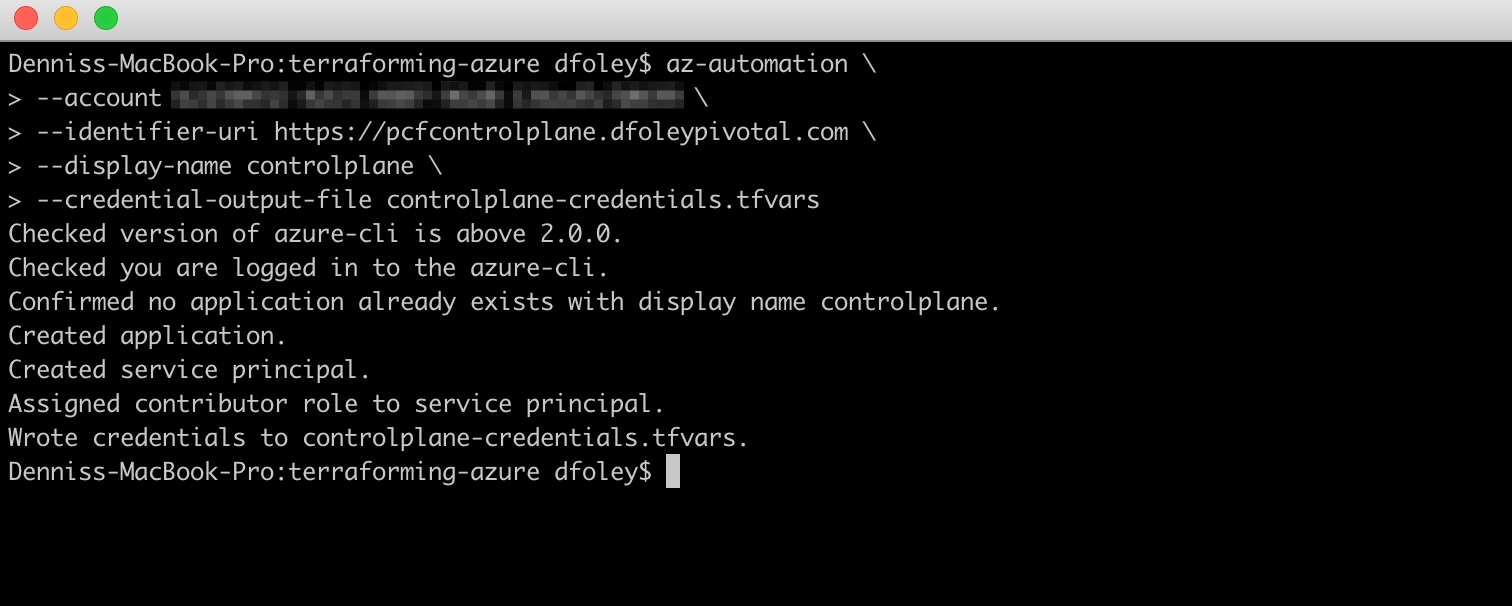 Denniss-MacBook-Pro:terraforming-azure dfoley$ az-automation \
> --account \
> --identifier-uri https://pcfcontrolplane.dfoleypivotal.com \
> --display-name controlplane \
> --credential-output-file controlplane-credentials.tfvars
Checked version of azure-cli is above 2.0.0.
Checked you are logged in to the azure-cli.
Confirmed no application already exists with display name controlplane.
Created application.
Created service principal.
Assigned contributor role to service principal.
Wrote credentials to controlplane-credentials.tfvars.
Denniss-MacBook-Pro:terraforming-azure dfoley$